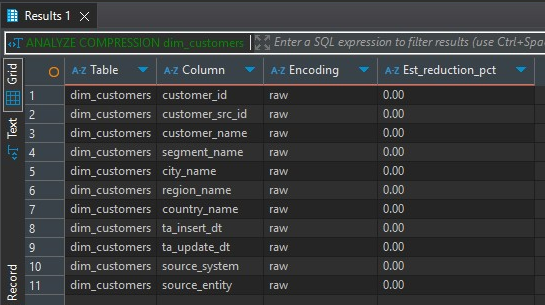 Results 1 ×
ANALYZE COMPRESSION dim_customers Enter a SQL expression to filter results (use Ctrl+Spa
Grid
Text
Record
A-Z Table A-Z Column A-Z Encoding A-Z Est_reduction_pct
1 dim_customers customer_id raw 0.00
2 dim_customers customer_src_id raw 0.00
3 dim_customers customer_name raw 0.00
4 dim_customers segment_name raw 0.00
5 dim_customers city_name raw 0.00
6 dim_customers region_name raw 0.00
7 dim_customers country_name raw 0.00
8 dim_customers ta_insert_dt raw 0.00
9 dim_customers ta_update_dt raw 0.00
10 dim_customers source_system raw 0.00
11 dim_customers source_entity raw 0.00